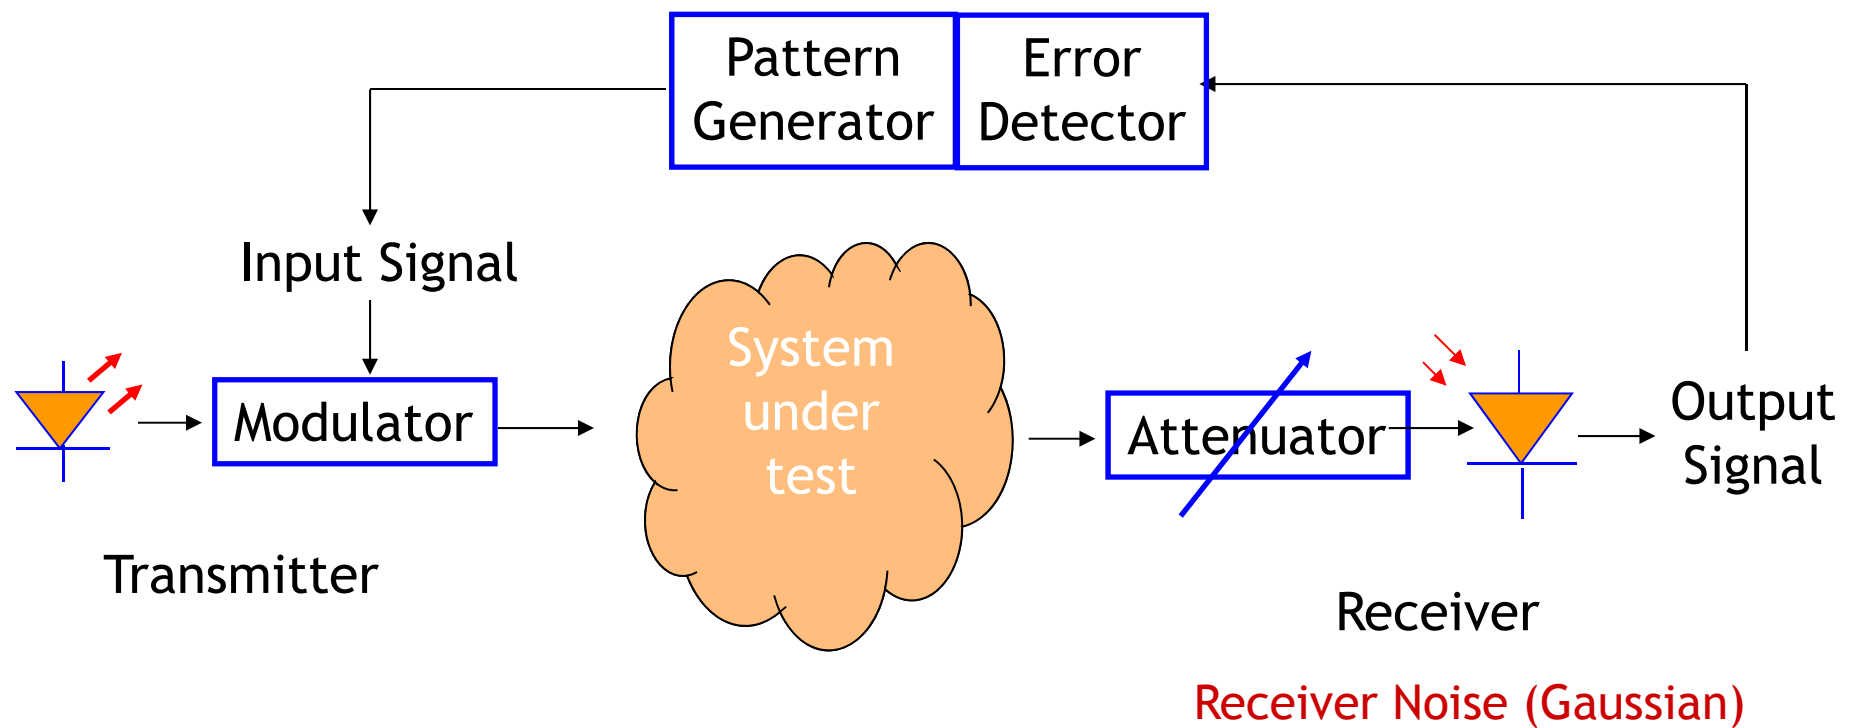 Pattern
Generator
Error
Detector
Input Signal
System
under
test
Modulator
Attenuator
Output
Signal
Transmitter
Receiver
Receiver Noise (Gaussian)